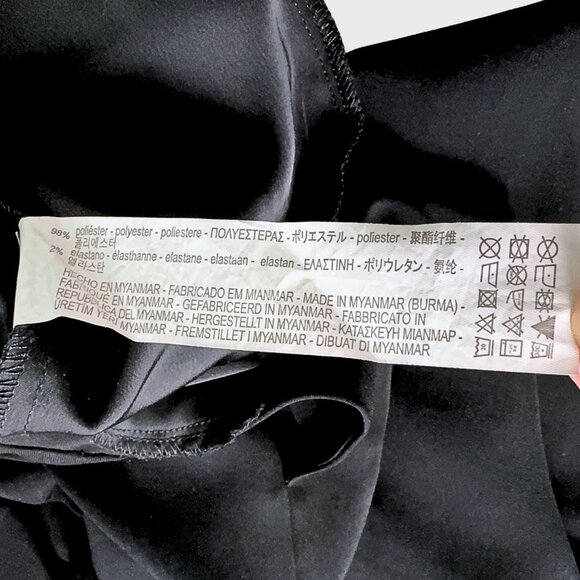 98% poliéster - polyester - poliestere - ΠΟΛΥΕΣΤΕΡΑΣ - ポリエステル - poliester - 聚酯纤维 -
폴리에스터
2% elastano - élasthanne - elastane - elastaan - elastan - ΕΛΑΣΤΙΝΗ - ポリウレタン - 氨纶 -
엘라스탄
HECHO EN MYANMAR - FABRICADO EM MIANMAR - MADE IN MYANMAR (BURMA) -
FABRIQUÉ EN MYANMAR - GEFABRICEERD IN MYANMAR - FABBRICATO IN
REPUBBLICA DEL MYANMAR - HERGESTELLT IN MYANMAR - ΚΑΤΑΣΚΕΥΗ ΜΙΑΝΜΑΡ -
ÜRETİM YERİ MYANMAR - FREMSTILLET I MYANMAR - DIBUAT DI MYANMAR